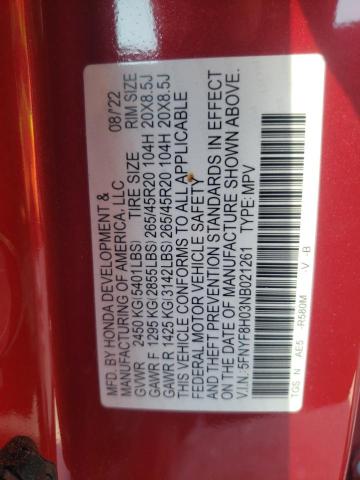 MFD. BY HONDA DEVELOPMENT & 08/22
MANUFACTURING OF AMERICA, LLC
TIRE SIZE RIM SIZE
GVWR 2450 KG(5401LBS)
GAWR F 1295 KG(2855LBS) 265/45R20 104H 20X8.5J
GAWR R 1425 KG(3142LBS) 265/45R20 104H 20X8.5J
THIS VEHICLE CONFORMS TO ALL APPLICABLE
FEDERAL MOTOR VEHICLE SAFETY
AND THEFT PREVENTION STANDARDS IN EFFECT
ON THE DATE OF MANUFACTURE SHOWN ABOVE.
V.I.N.:5FNYF8H03NB021261 TYPE:MPV
TGS N AE5 -R580M V -B